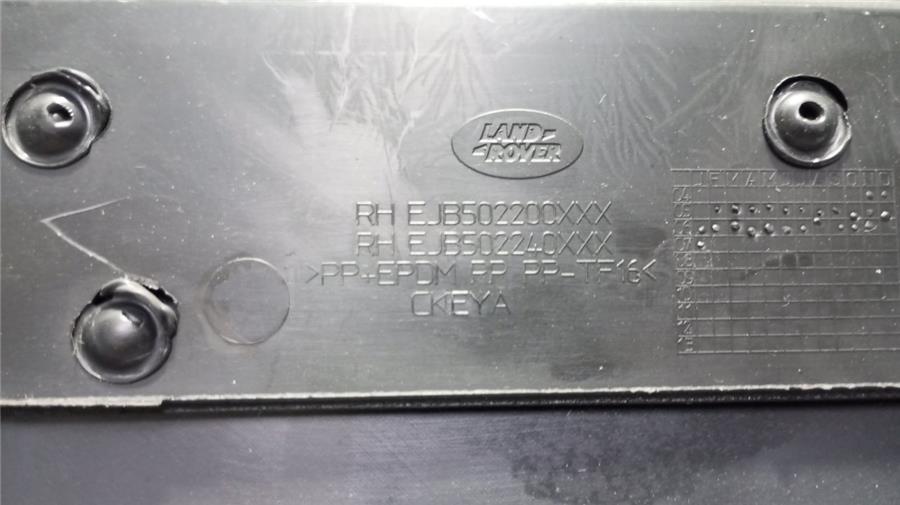 LAND
ROVER
RH EJB502200XXX
RH EJB502240XXX
>PP+EPDM PP PP-TF16<
CKEYA